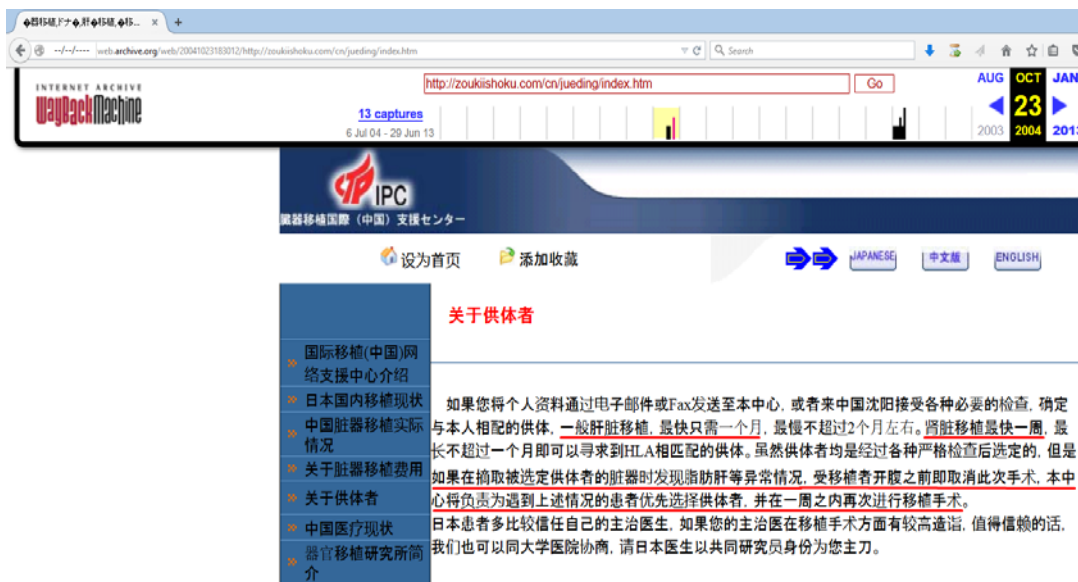 web.archive.org/web/20041023183012/http://zoukiishoku.com/cn/jueding/index.htm
Search
INTERNET ARCHIVE
WayBackMachine
http://zoukiishoku.com/cn/jueding/index.htm
Go
13 captures
6 Jul 04 - 29 Jun 13
AUG OCT JAN
23
2003 2004 2013
IPC
臓器移植国際（中国）支援センター
设为首页
添加收藏
JAPANESE
中文版
ENGLISH
关于供体者
国际移植(中国)网
络支援中心介绍
日本国内移植现状
中国脏器移植实际
情况
关于脏器移植费用
关于供体者
中国医疗现状
器官移植研究所简
介
如果您将个人资料通过电子邮件或Fax发送至本中心, 或者来中国沈阳接受各种必要的检查, 确定
与本人相配的供体, 一般肝脏移植, 最快只需一个月, 最慢不超过2个月左右。肾脏移植最快一周, 最
长不超过一个月即可以寻求到HLA相匹配的供体。虽然供体者均是经过各种严格检查后选定的, 但是
如果在摘取被选定供体者的脏器时发现脂肪肝等异常情况, 受移植者开腹之前即取消此次手术, 本中
心将负责为遇到上述情况的患者优先选择供体者, 并在一周之内再次进行移植手术。
日本患者多比较信任自己的主治医生, 如果您的主治医在移植手术方面有较高造诣, 值得信赖的话,
我们也可以同大学医院协商, 请日本医生以共同研究员身份为您主刀。